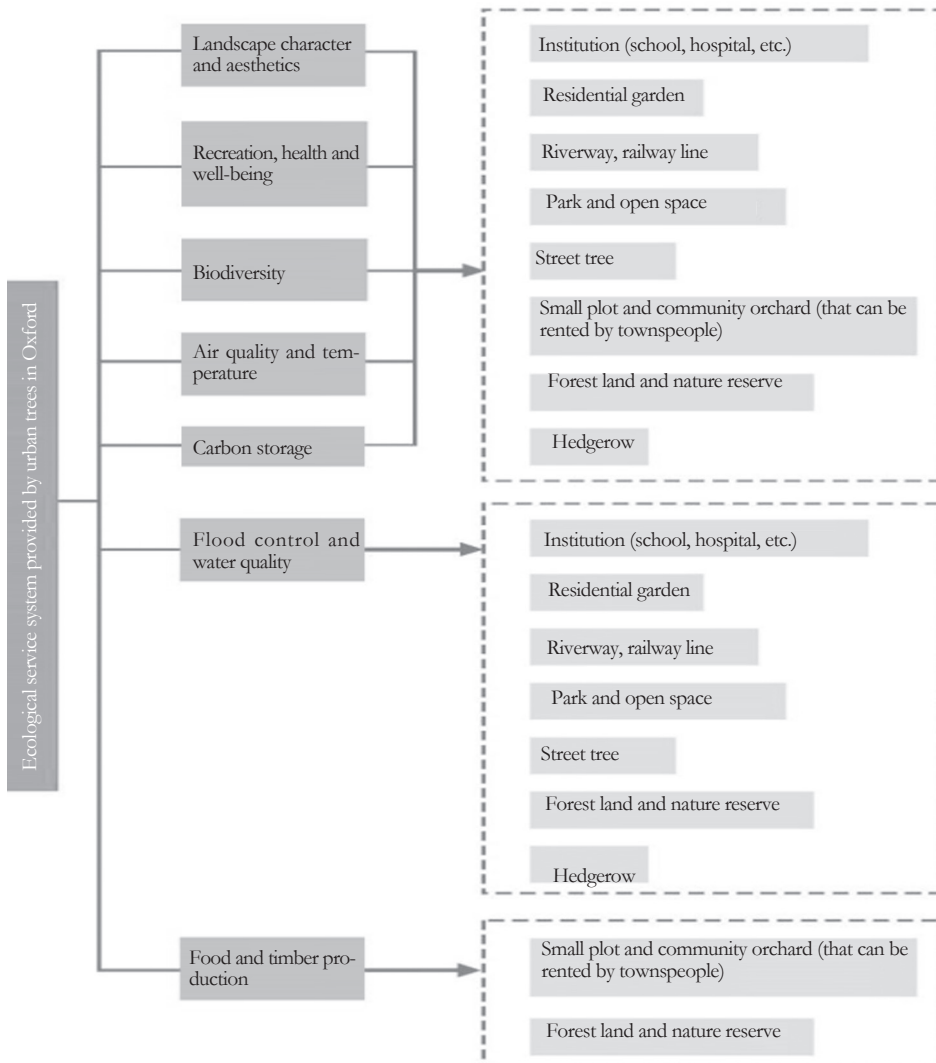 Ecological service system provided by urban trees in Oxford
Landscape character
and aesthetics
Recreation, health and
well-being
Biodiversity
Air quality and tem-
perature
Carbon storage
Flood control and
water quality
Food and timber pro-
duction
Institution (school, hospital, etc.)
Residential garden
Riverway, railway line
Park and open space
Street tree
Small plot and community orchard (that can be
rented by townspeople)
Forest land and nature reserve
Hedgerow
Institution (school, hospital, etc.)
Residential garden
Riverway, railway line
Park and open space
Street tree
Forest land and nature reserve
Hedgerow
Small plot and community orchard (that can be
rented by townspeople)
Forest land and nature reserve